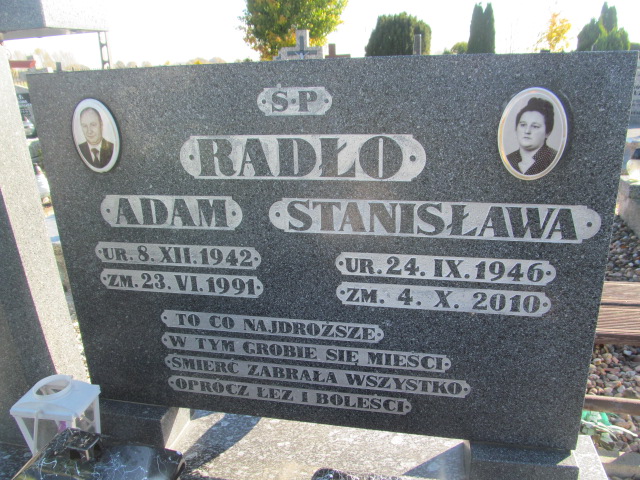 Ś·P
RADŁO
ADAM
UR. 8. XII. 1942
ZM. 23. VI. 1991
STANISŁAWA
UR. 24. IX. 1946
ZM. 4. X. 2010
TO CO NAJDROŻSZE
W TYM GROBIE SIĘ MIEŚCI
ŚMIERĆ ZABRAŁA WSZYSTKO
OPRÓCZ ŁEZ I BOLEŚCI